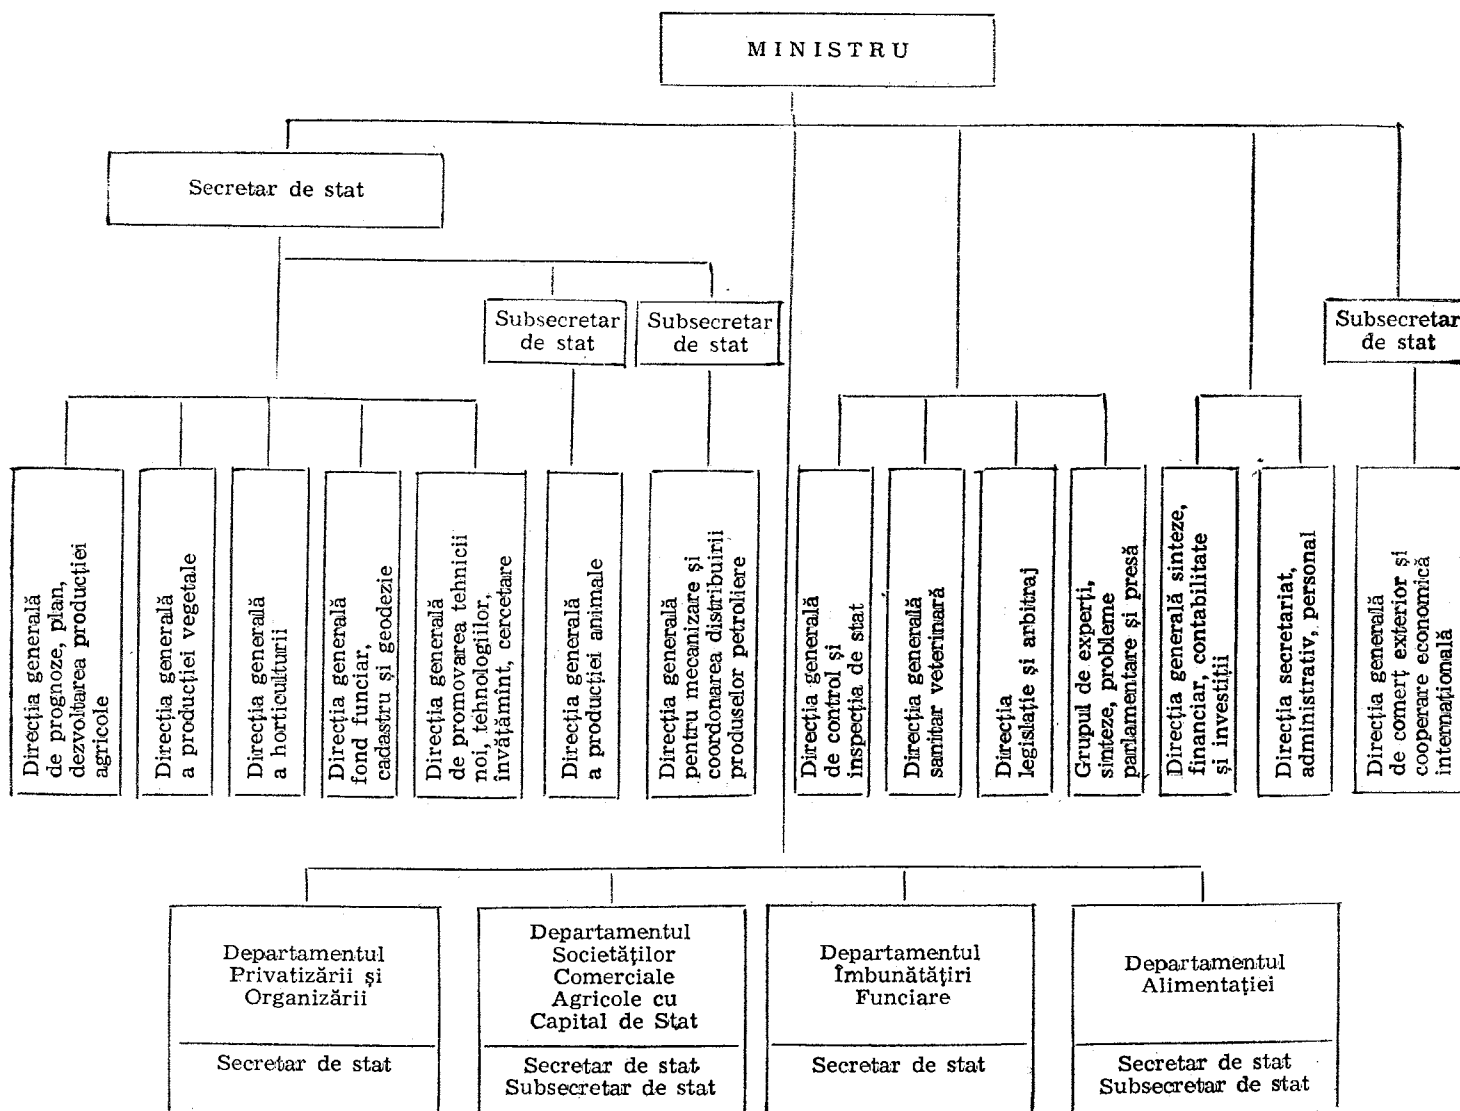 MINISTRU
Secretar de stat
Subsecretar
de stat
Subsecretar
de stat
Subsecretar
de stat
Direcția generală
de prognoze, plan,
dezvoltarea producției
agricole
Direcția generală
a producției vegetale
Direcția generală
a horticulturii
Direcția generală
fond funciar,
cadastru și geodezie
Direcția generală
de promovarea tehnicii
noi, tehnologiilor,
învățămînt, cercetare
Direcția generală
a producției animale
Direcția generală
pentru mecanizare și
coordonarea distribuirii
produselor petroliere
Direcția generală
de control și
inspecția de stat
Direcția generală
sanitar veterinară
Direcția
legislație și arbitraj
Grupul de experți,
sinteze, probleme
parlamentare și presă
Direcția generală sinteze,
financiar, contabilitate
și investiții
Direcția secretariat,
administrativ, personal
Direcția generală
de comerț exterior și
cooperare economică
internațională
Departamentul
Privatizării și
Organizării
Secretar de stat
Departamentul
Societăților
Comerciale
Agricole cu
Capital de Stat
Secretar de stat
Subsecretar de stat
Departamentul
Îmbunătățiri
Funciare
Secretar de stat
Departamentul
Alimentației
Secretar de stat
Subsecretar de stat